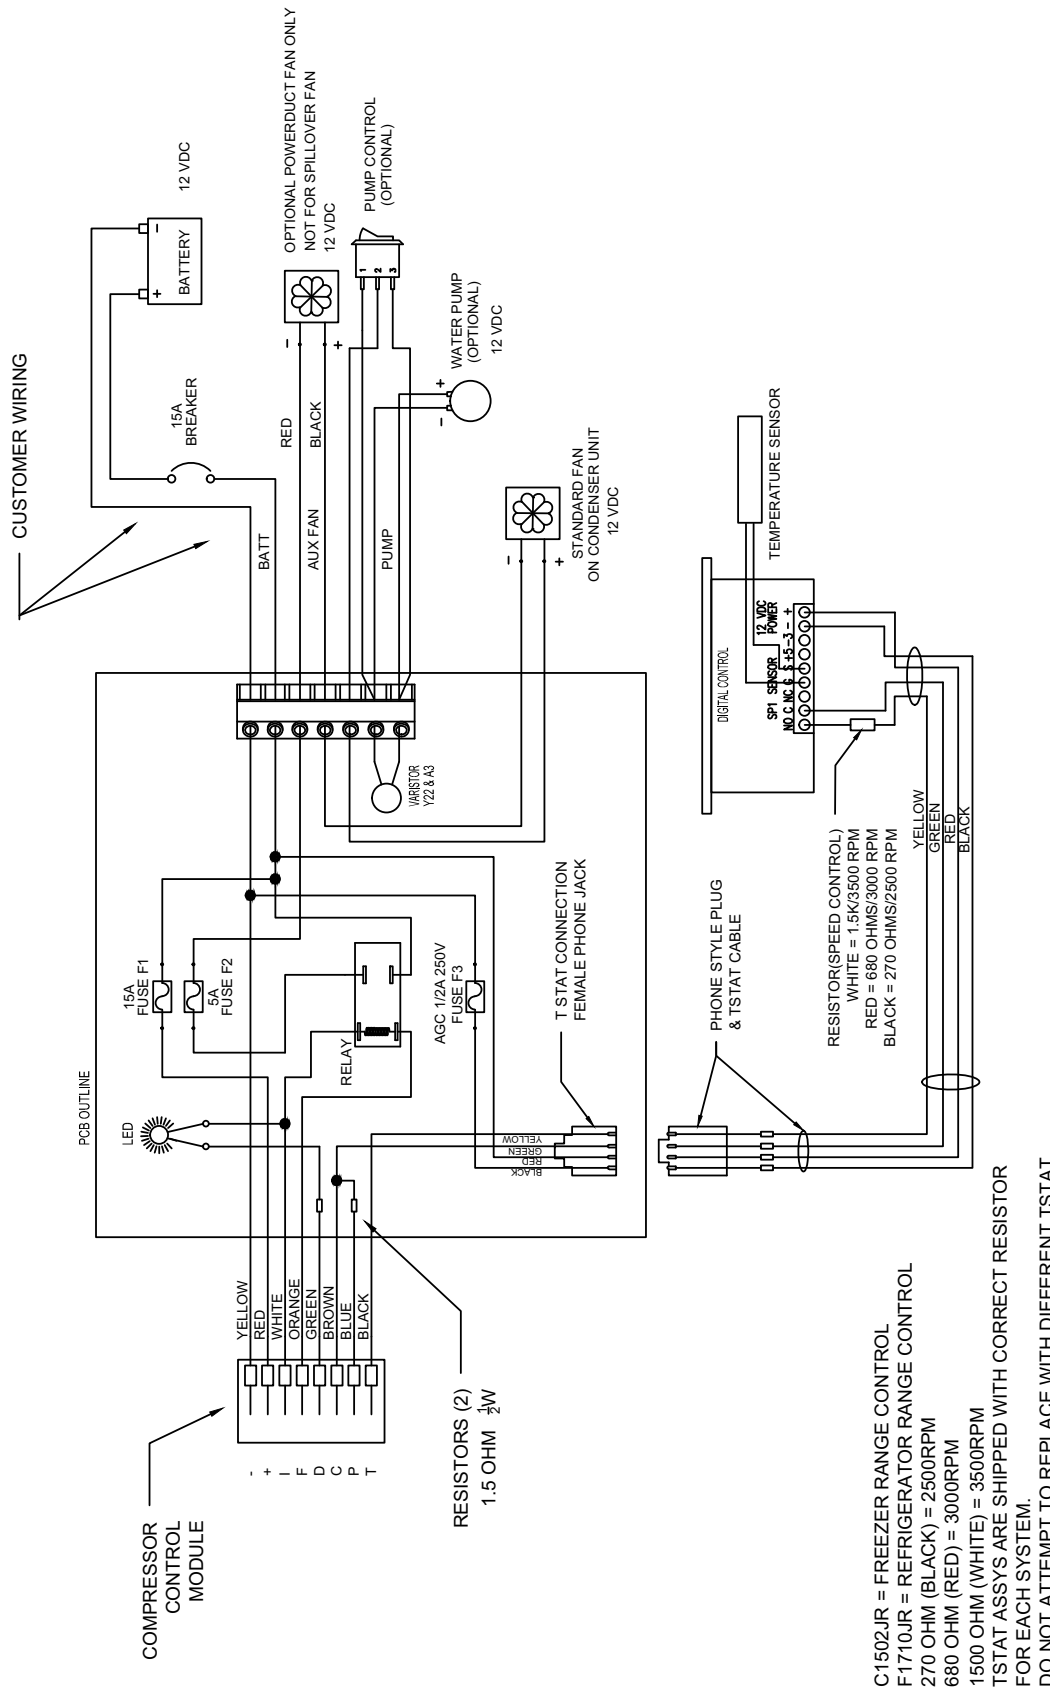 CUSTOMER WIRING
12 VDC
BATTERY
+
-
15A
BREAKER
OPTIONAL POWERDUCT FAN ONLY
NOT FOR SPILLOVER FAN
12 VDC
-
+
RED
BLACK
PUMP CONTROL
(OPTIONAL)
1
2
3
WATER PUMP
(OPTIONAL)
12 VDC
-
+
STANDARD FAN
ON CONDENSER UNIT
12 VDC
-
+
BATT
AUX FAN
PUMP
PCB OUTLINE
LED
15A
FUSE F1
5A
FUSE F2
RELAY
AGC 1/2A 250V
FUSE F3
VARISTOR
Y22 & A3
T STAT CONNECTION
FEMALE PHONE JACK
YELLOW
GREEN
RED
BLACK
COMPRESSOR
CONTROL
MODULE
-
+
I
F
D
C
P
T
YELLOW
RED
WHITE
ORANGE
GREEN
BROWN
BLUE
BLACK
RESISTORS (2)
1.5 OHM 1/2W
PHONE STYLE PLUG
& TSTAT CABLE
TEMPERATURE SENSOR
DIGITAL CONTROL
SP1 SENSOR 12 VDC
POWER
NO C NC G S +5 -3 - +
RESISTOR(SPEED CONTROL)
WHITE = 1.5K/3500 RPM
RED = 680 OHMS/3000 RPM
BLACK = 270 OHMS/2500 RPM
YELLOW
GREEN
RED
BLACK
C1502JR = FREEZER RANGE CONTROL
F1710JR = REFRIGERATOR RANGE CONTROL
270 OHM (BLACK) = 2500RPM
680 OHM (RED) = 3000RPM
1500 OHM (WHITE) = 3500RPM
TSTAT ASSYS ARE SHIPPED WITH CORRECT RESISTOR
FOR EACH SYSTEM.
DO NOT ATTEMPT TO REPLACE WITH DIFFERENT TSTAT